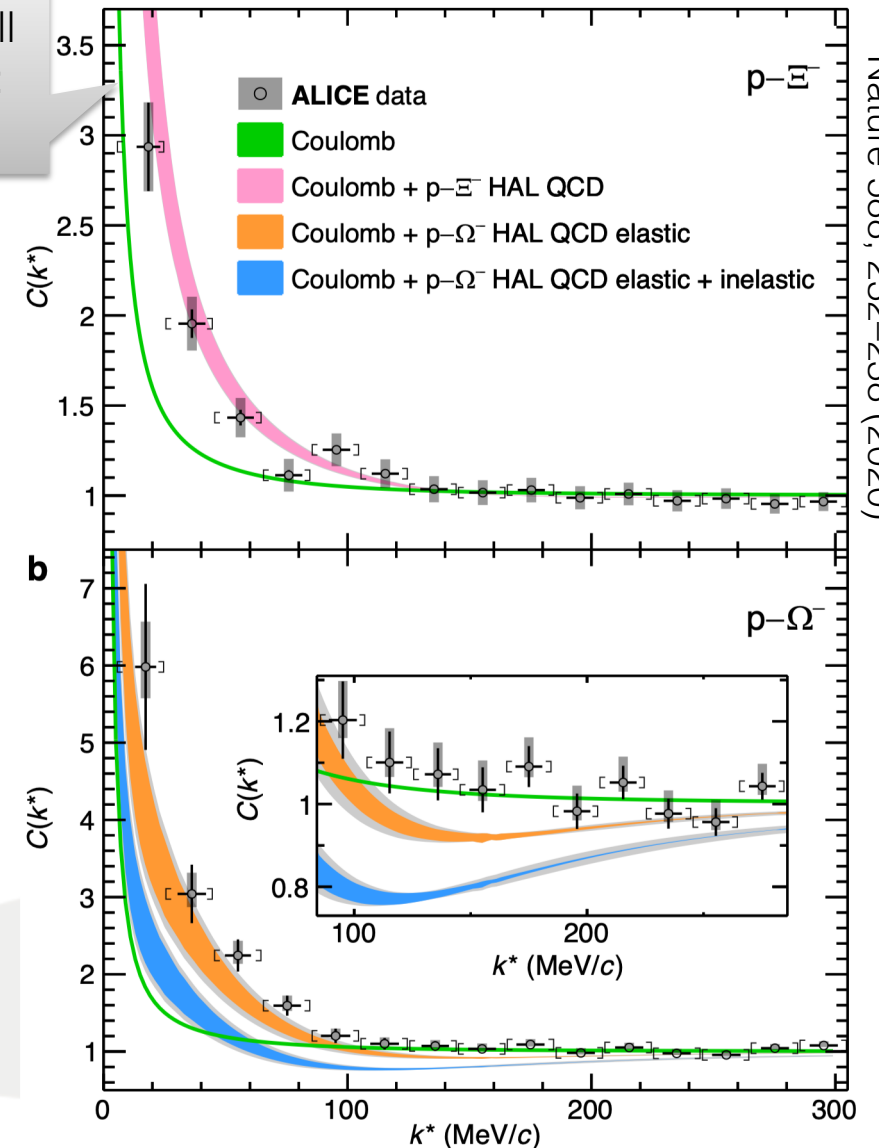 ll
3.5
p–Ξ⁻
ALICE data
3
Coulomb
Coulomb + p–Ξ⁻ HAL QCD
2.5
Coulomb + p–Ω⁻ HAL QCD elastic
C(k*)
Coulomb + p–Ω⁻ HAL QCD elastic + inelastic
2
1.5
1
b
7
p–Ω⁻
6
5
C(k*)
4
3
2
1
1.2
C(k*)
1
0.8
100
200
k* (MeV/c)
0
100
200
300
k* (MeV/c)
(2020)